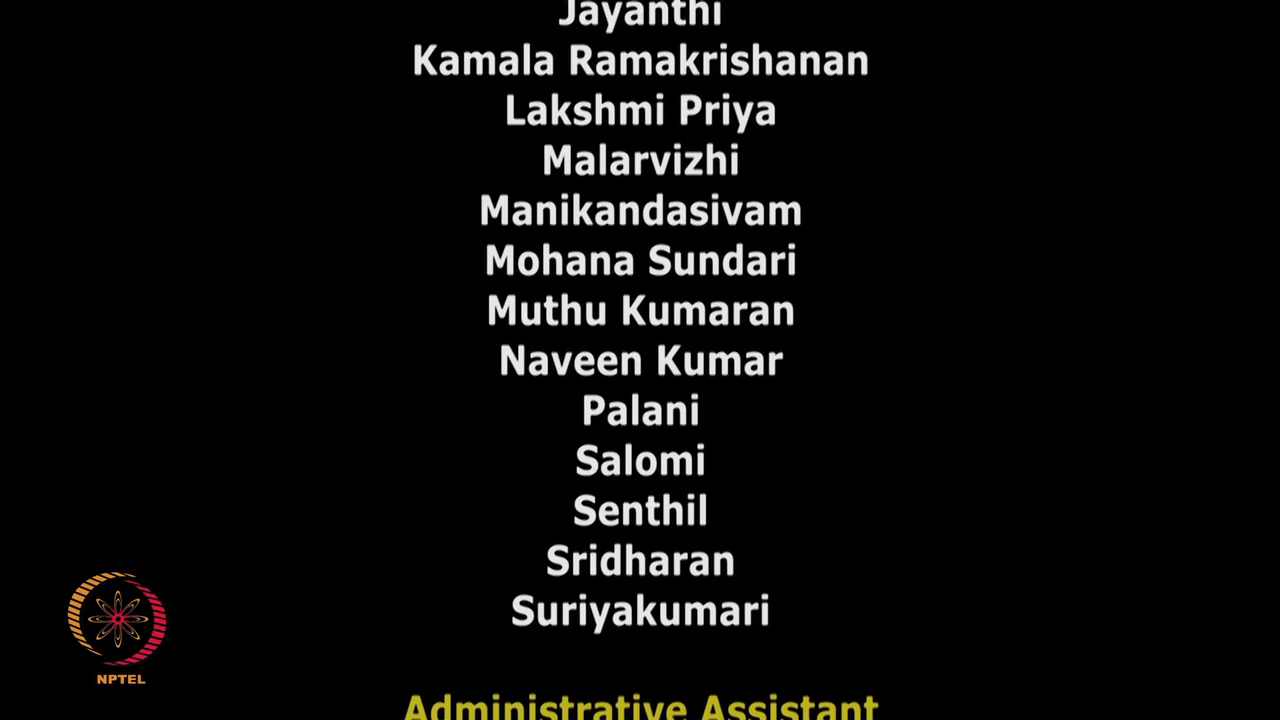 Jayanthi
Kamala Ramakrishanan
Lakshmi Priya
Malarvizhi
Manikandasivam
Mohana Sundari
Muthu Kumaran
Naveen Kumar
Palani
Salomi
Senthil
Sridharan
Suriyakumari
NPTEL
Administrative Assistant